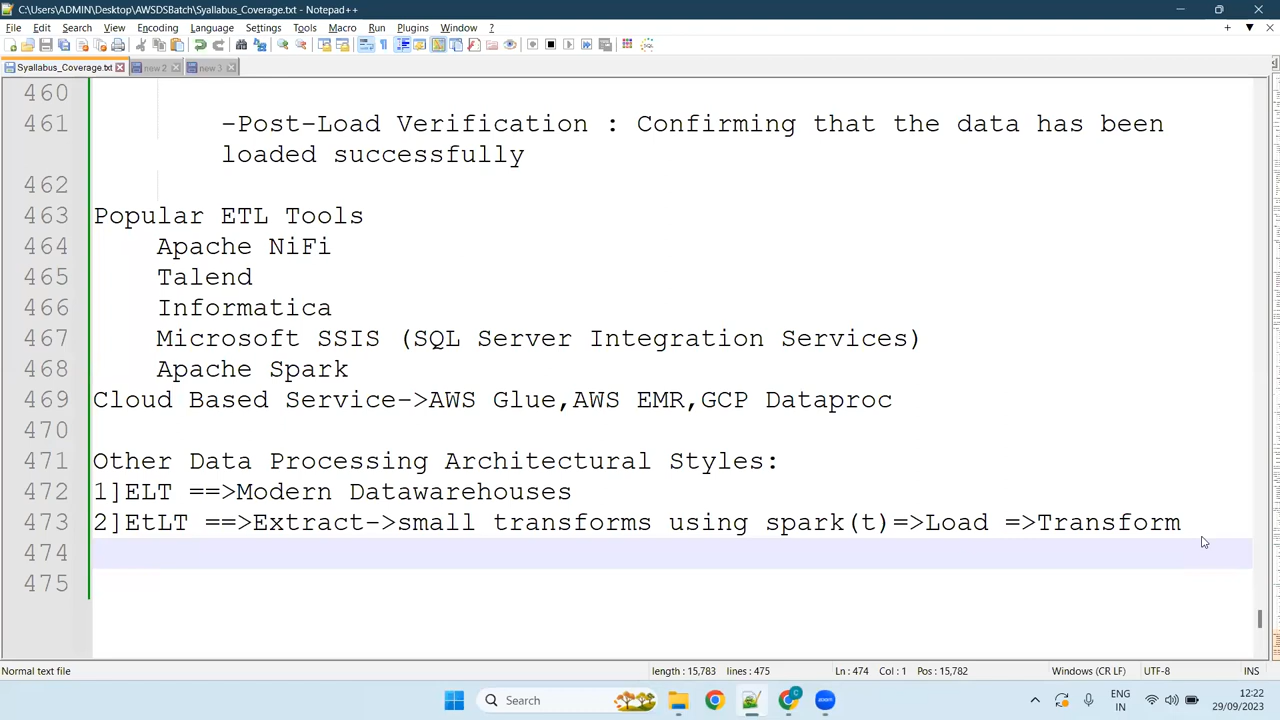 C:\Users\ADMIN\Desktop\AWSDSBatch\Syallabus_Coverage.txt - Notepad++
File Edit Search View Encoding Language Settings Tools Macro Run Plugins Window ?
Syallabus_Coverage.txt new 2 new 3
460
461 -Post-Load Verification : Confirming that the data has been
loaded successfully
462
463 Popular ETL Tools
464 Apache NiFi
465 Talend
466 Informatica
467 Microsoft SSIS (SQL Server Integration Services)
468 Apache Spark
469 Cloud Based Service->AWS Glue,AWS EMR,GCP Dataproc
470
471 Other Data Processing Architectural Styles:
472 1]ELT ==>Modern Datawarehouses
473 2]EtLT ==>Extract->small transforms using spark(t)=>Load =>Transform
474
475
Normal text file length : 15,783 lines : 475 Ln : 474 Col : 1 Pos : 15,782 Windows (CR LF) UTF-8 INS
Search ENG 12:22
IN 29/09/2023